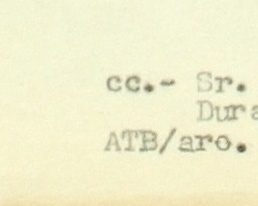 cc.- Sr.
Dura
ATB/aro.